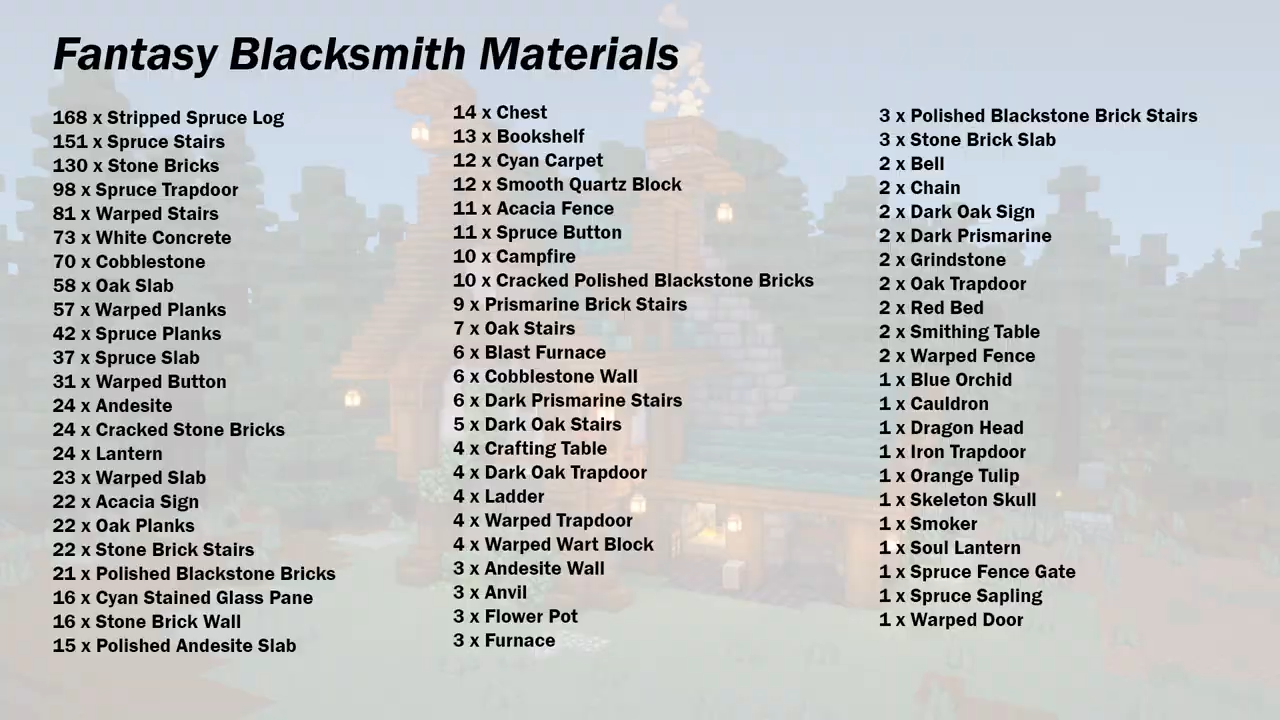 Fantasy Blacksmith Materials
168 x Stripped Spruce Log
151 x Spruce Stairs
130 x Stone Bricks
98 x Spruce Trapdoor
81 x Warped Stairs
73 x White Concrete
70 x Cobblestone
58 x Oak Slab
57 x Warped Planks
42 x Spruce Planks
37 x Spruce Slab
31 x Warped Button
24 x Andesite
24 x Cracked Stone Bricks
24 x Lantern
23 x Warped Slab
22 x Acacia Sign
22 x Oak Planks
22 x Stone Brick Stairs
21 x Polished Blackstone Bricks
16 x Cyan Stained Glass Pane
16 x Stone Brick Wall
15 x Polished Andesite Slab
14 x Chest
13 x Bookshelf
12 x Cyan Carpet
12 x Smooth Quartz Block
11 x Acacia Fence
11 x Spruce Button
10 x Campfire
10 x Cracked Polished Blackstone Bricks
9 x Prismarine Brick Stairs
7 x Oak Stairs
6 x Blast Furnace
6 x Cobblestone Wall
6 x Dark Prismarine Stairs
5 x Dark Oak Stairs
4 x Crafting Table
4 x Dark Oak Trapdoor
4 x Ladder
4 x Warped Trapdoor
4 x Warped Wart Block
3 x Andesite Wall
3 x Anvil
3 x Flower Pot
3 x Furnace
3 x Polished Blackstone Brick Stairs
3 x Stone Brick Slab
2 x Bell
2 x Chain
2 x Dark Oak Sign
2 x Dark Prismarine
2 x Grindstone
2 x Oak Trapdoor
2 x Red Bed
2 x Smithing Table
2 x Warped Fence
1 x Blue Orchid
1 x Cauldron
1 x Dragon Head
1 x Iron Trapdoor
1 x Orange Tulip
1 x Skeleton Skull
1 x Smoker
1 x Soul Lantern
1 x Spruce Fence Gate
1 x Spruce Sapling
1 x Warped Door